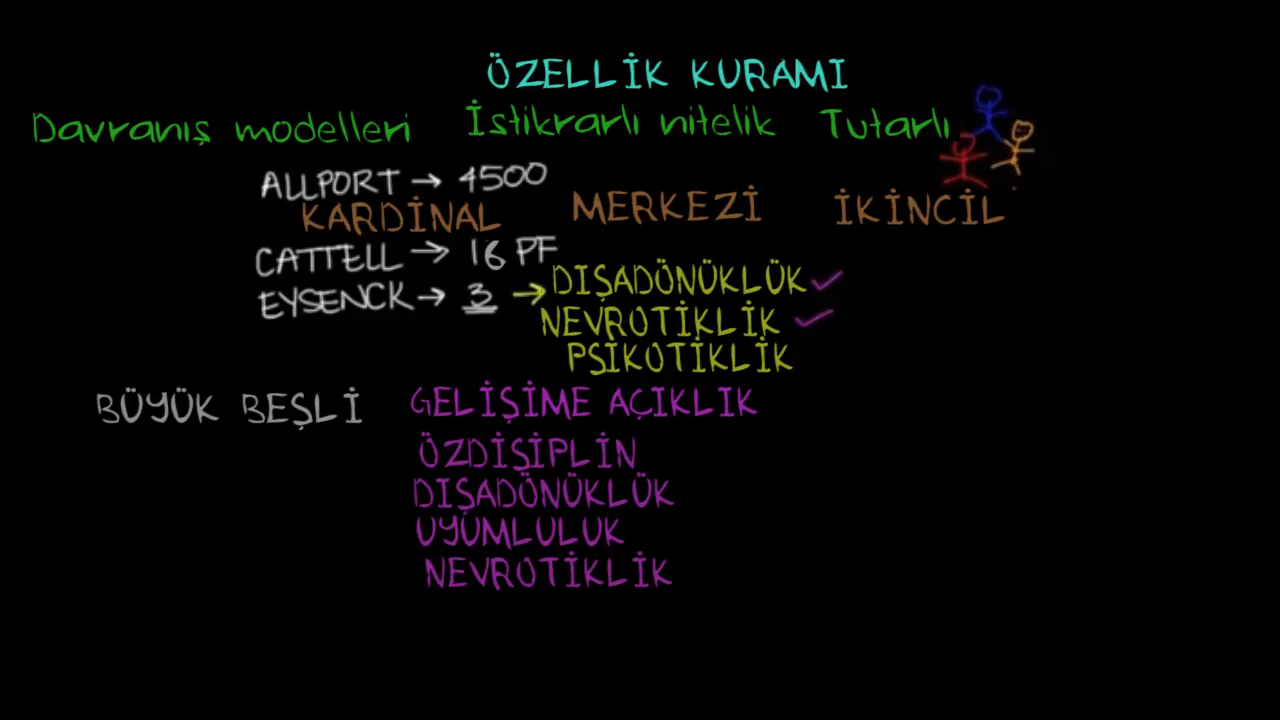 ÖZELLİK KURAMI
Davranış modelleri İstikrarlı nitelik Tutarlı
ALLPORT → 4500
KARDİNAL MERKEZİ İKİNCİL
CATTELL → 16 PF
EYSENCK → 3 → DIŞADÖNÜKLÜK ✓
NEVROTİKLİK ✓
PSİKOTİKLİK
BÜYÜK BEŞLİ GELİŞİME AÇIKLIK
ÖZDİSİPLİN
DIŞADÖNÜKLÜK
UYUMLULUK
NEVROTİKLİK